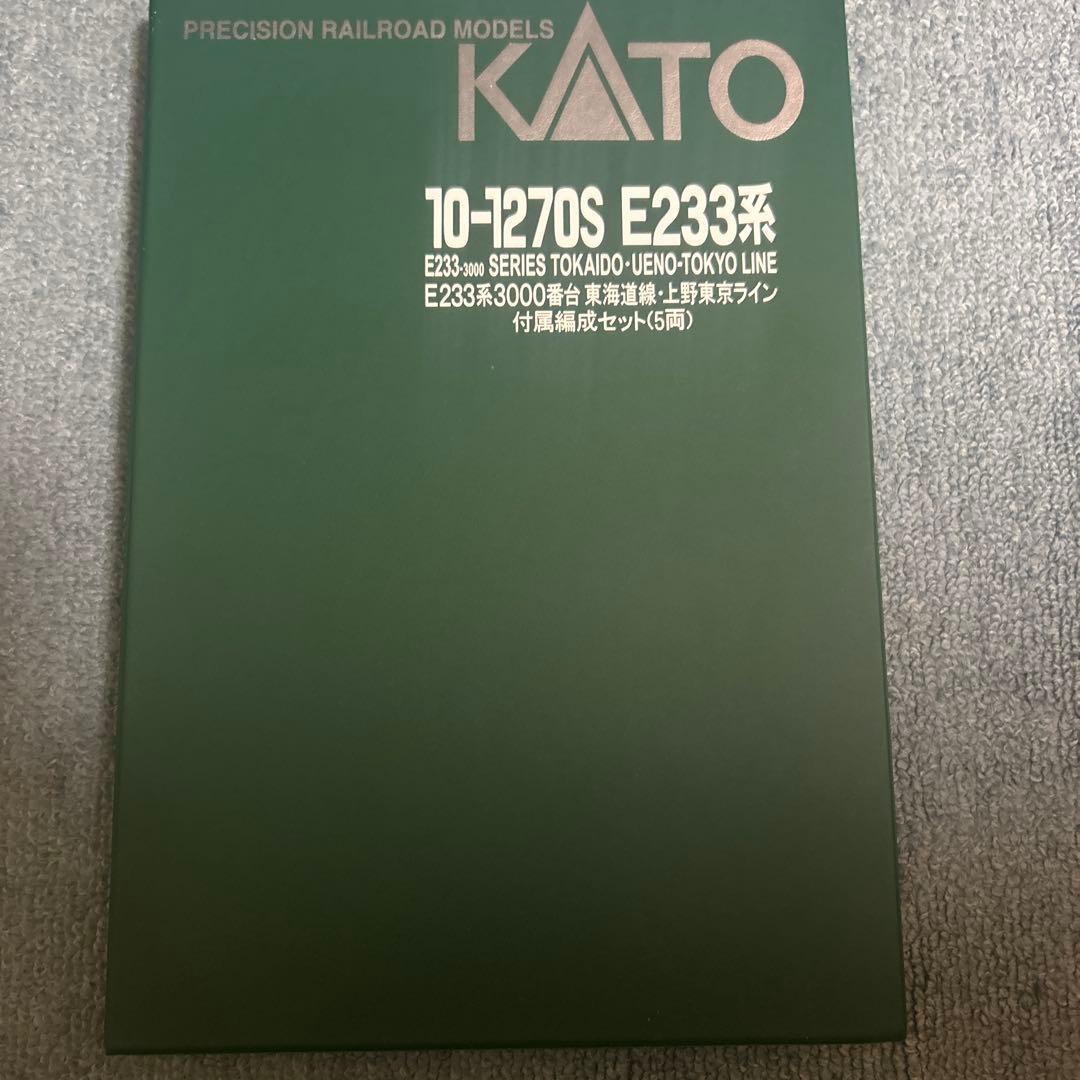 PRECISION RAILROAD MODELS
KATO
10-1270S E233系
E233-3000 SERIES TOKAIDO・UENO-TOKYO LINE
E233系3000番台 東海道線・上野東京ライン
付属編成セット(5両)